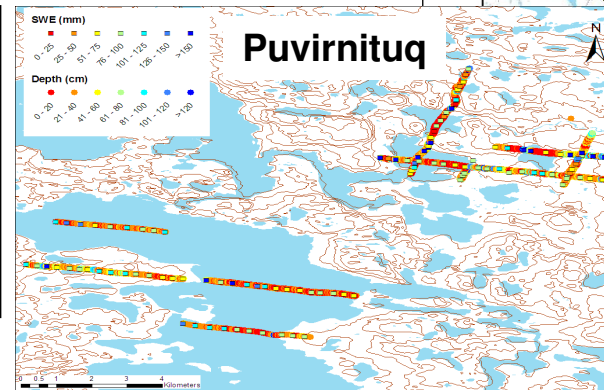 SWE (mm)
0 - 25 25 - 50 51 - 75 76 - 100 101 - 125 126 - 150 >150
Depth (cm)
0 - 20 21 - 40 41 - 60 61 - 80 81 - 100 101 - 120 >120
Puvirnituq
N
0 0.5 1 2 3 4
Kilometers